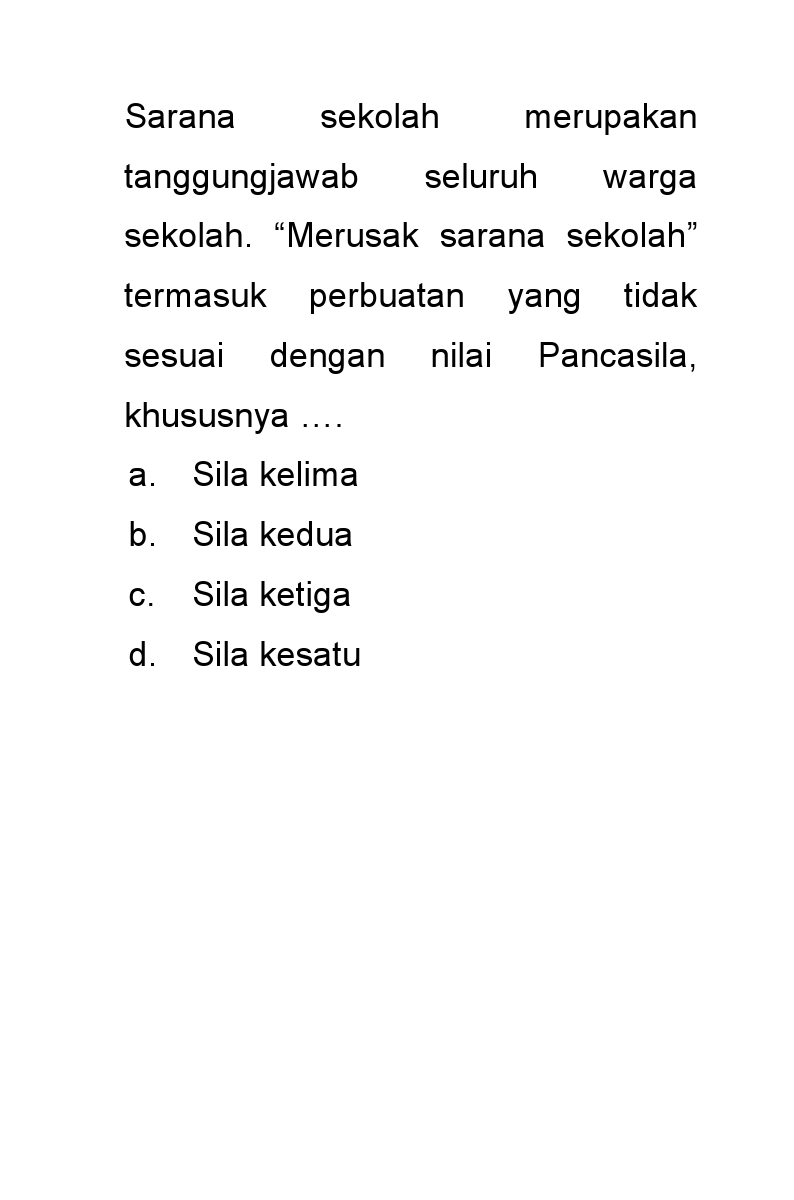 Sarana sekolah merupakan
tanggungjawab seluruh warga
sekolah. “Merusak sarana sekolah”
termasuk perbuatan yang tidak
sesuai dengan nilai Pancasila,
khususnya ….
a. Sila kelima
b. Sila kedua
c. Sila ketiga
d. Sila kesatu